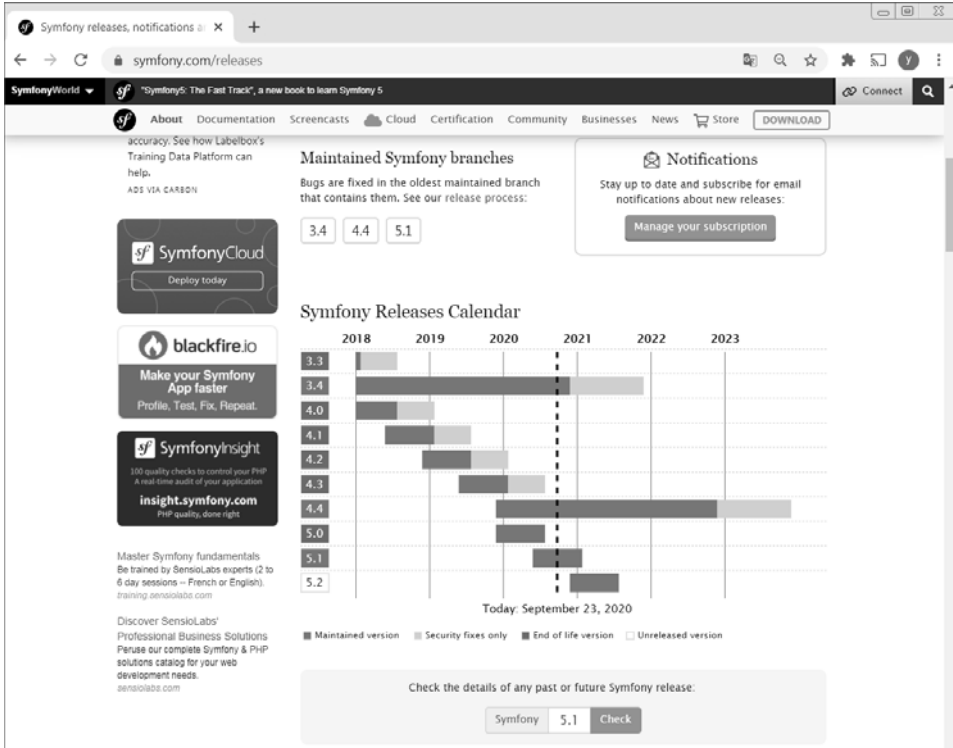 Symfony releases, notifications a
symfony.com/releases
y
SymfonyWorld
sf
"Symfony5: The Fast Track", a new book to learn Symfony 5
Connect
sf
About Documentation Screencasts Cloud Certification Community Businesses News Store DOWNLOAD
accuracy. See how Labelbox's
Training Data Platform can
help.
ADS VIA CARBON
sf SymfonyCloud
Deploy today
blackfire.io
Make your Symfony
App faster
Profile, Test, Fix, Repeat.
sf SymfonyInsight
100 quality checks to control your PHP
A real-time audit of your application
insight.symfony.com
PHP quality, done right
Master Symfony fundamentals
Be trained by SensioLabs experts (2 to
6 day sessions -- French or English).
training.sensiolabs.com
Discover SensioLabs'
Professional Business Solutions
Peruse our complete Symfony & PHP
solutions catalog for your web
development needs.
sensiolabs.com
Maintained Symfony branches
Bugs are fixed in the oldest maintained branch
that contains them. See our release process:
3.4 4.4 5.1
Notifications
Stay up to date and subscribe for email
notifications about new releases:
Manage your subscription
Symfony Releases Calendar
2018 2019 2020 2021 2022 2023
3.3
3.4
4.0
4.1
4.2
4.3
4.4
5.0
5.1
5.2
Today: September 23, 2020
Maintained version Security fixes only End of life version Unreleased version
Check the details of any past or future Symfony release:
Symfony 5.1 Check